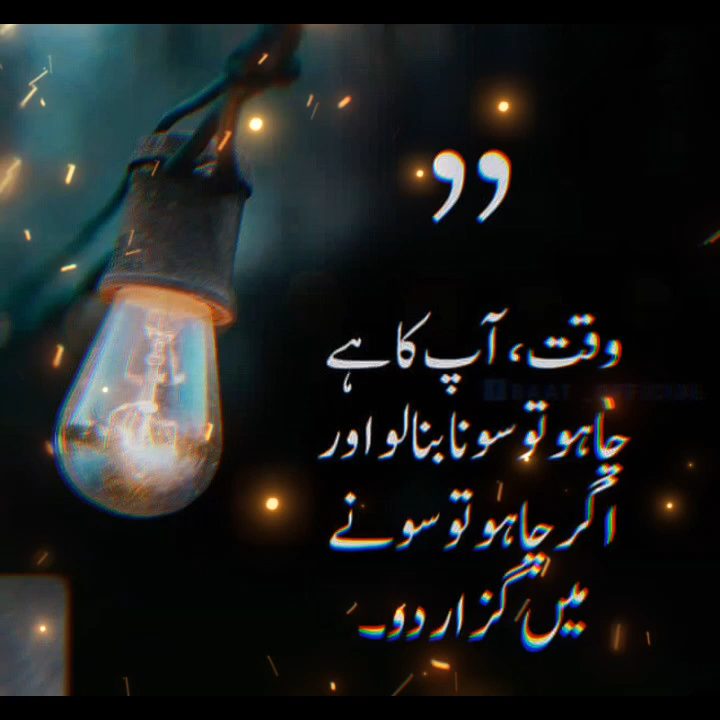 ”
وقت، آپ کا ہے
چاہو تو سونا بنا لو اور
اگر چاہو تو سونے
میں گزار دو۔